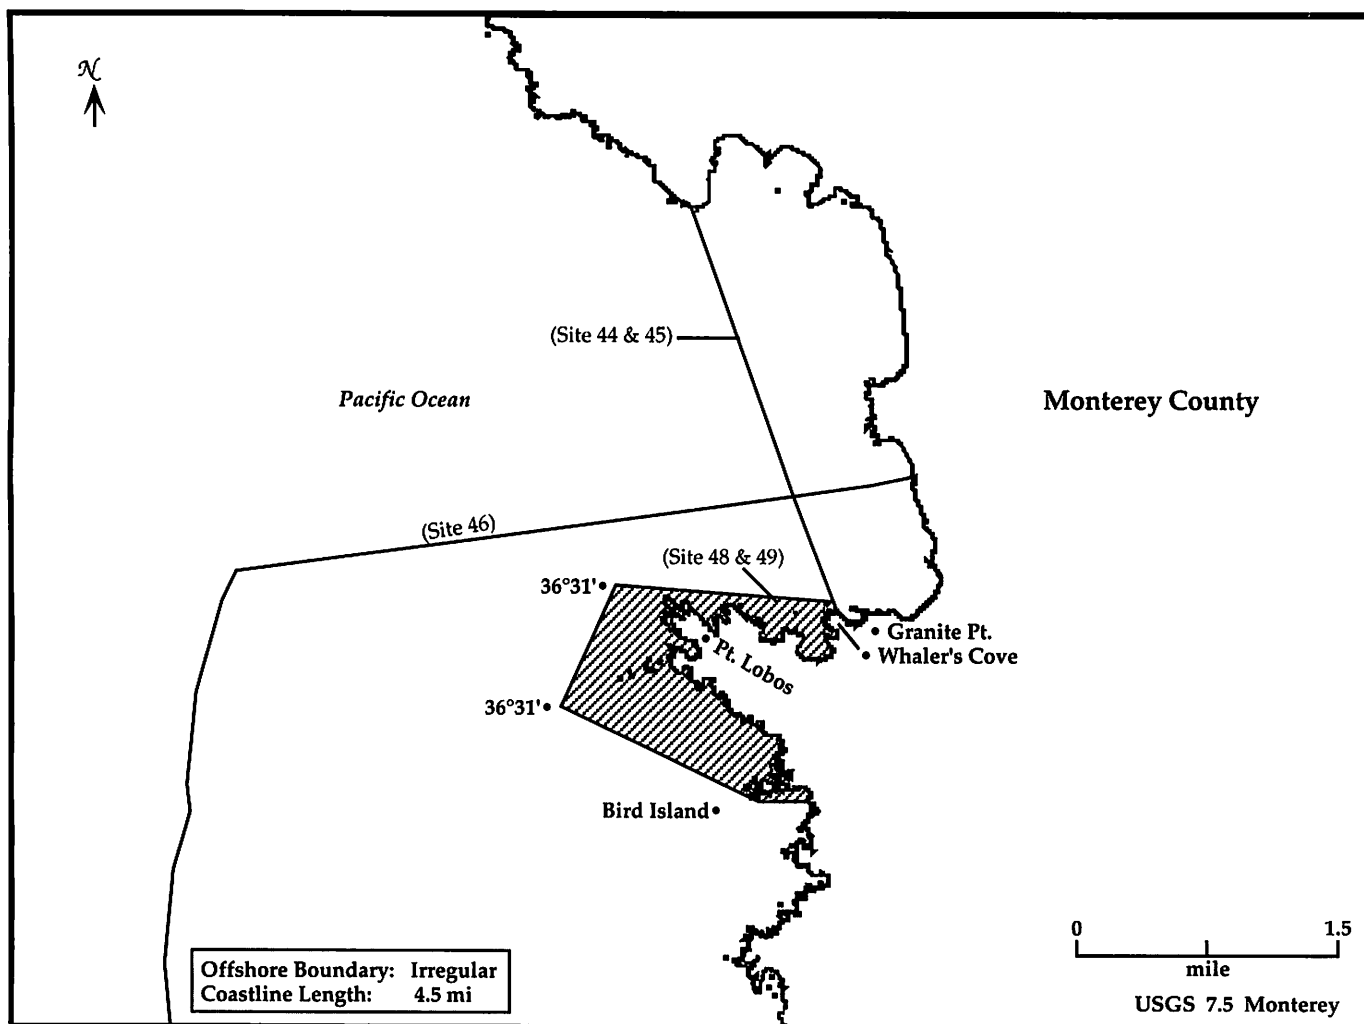 N
(Site 44 & 45)
Pacific Ocean
Monterey County
(Site 46)
(Site 48 & 49)
36°31'
Granite Pt.
Whaler's Cove
Pt. Lobos
36°31'
Bird Island
0 1.5
mile
Offshore Boundary: Irregular
Coastline Length: 4.5 mi
USGS 7.5 Monterey